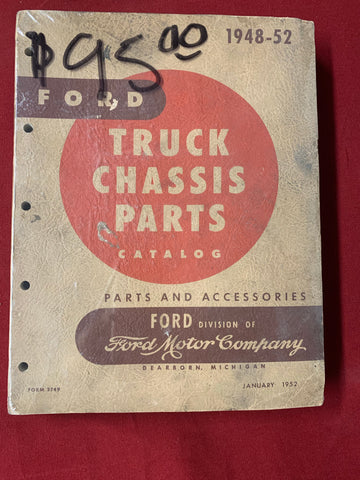 $95.00
1948-52
FORD
TRUCK
CHASSIS
PARTS
CATALOG
PARTS AND ACCESSORIES
FORD DIVISION OF
Ford Motor Company
DEARBORN, MICHIGAN
FORM 3749
JANUARY 1952